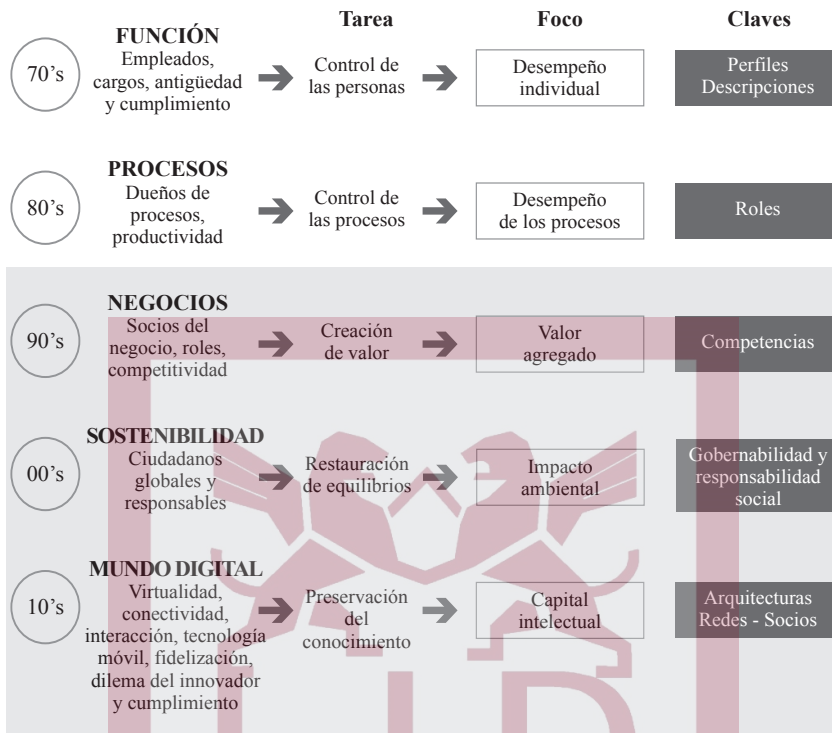 Tarea
Foco
Claves
70’s
FUNCIÓN
Empleados,
cargos, antigüedad
y cumplimiento
Control de
las personas
Desempeño
individual
Perfiles
Descripciones
80’s
PROCESOS
Dueños de
procesos,
productividad
Control de
las procesos
Desempeño
de los procesos
Roles
90’s
NEGOCIOS
Socios del
negocio, roles,
competitividad
Creación
de valor
Valor
agregado
Competencias
00’s
SOSTENIBILIDAD
Ciudadanos
globales y
responsables
Restauración
de equilibrios
Impacto
ambiental
Gobernabilidad y
responsabilidad
social
10’s
MUNDO DIGITAL
Virtualidad,
conectividad,
interacción, tecnología
móvil, fidelización,
dilema del innovador
y cumplimiento
Preservación
del
conocimiento
Capital
intelectual
Arquitecturas
Redes - Socios